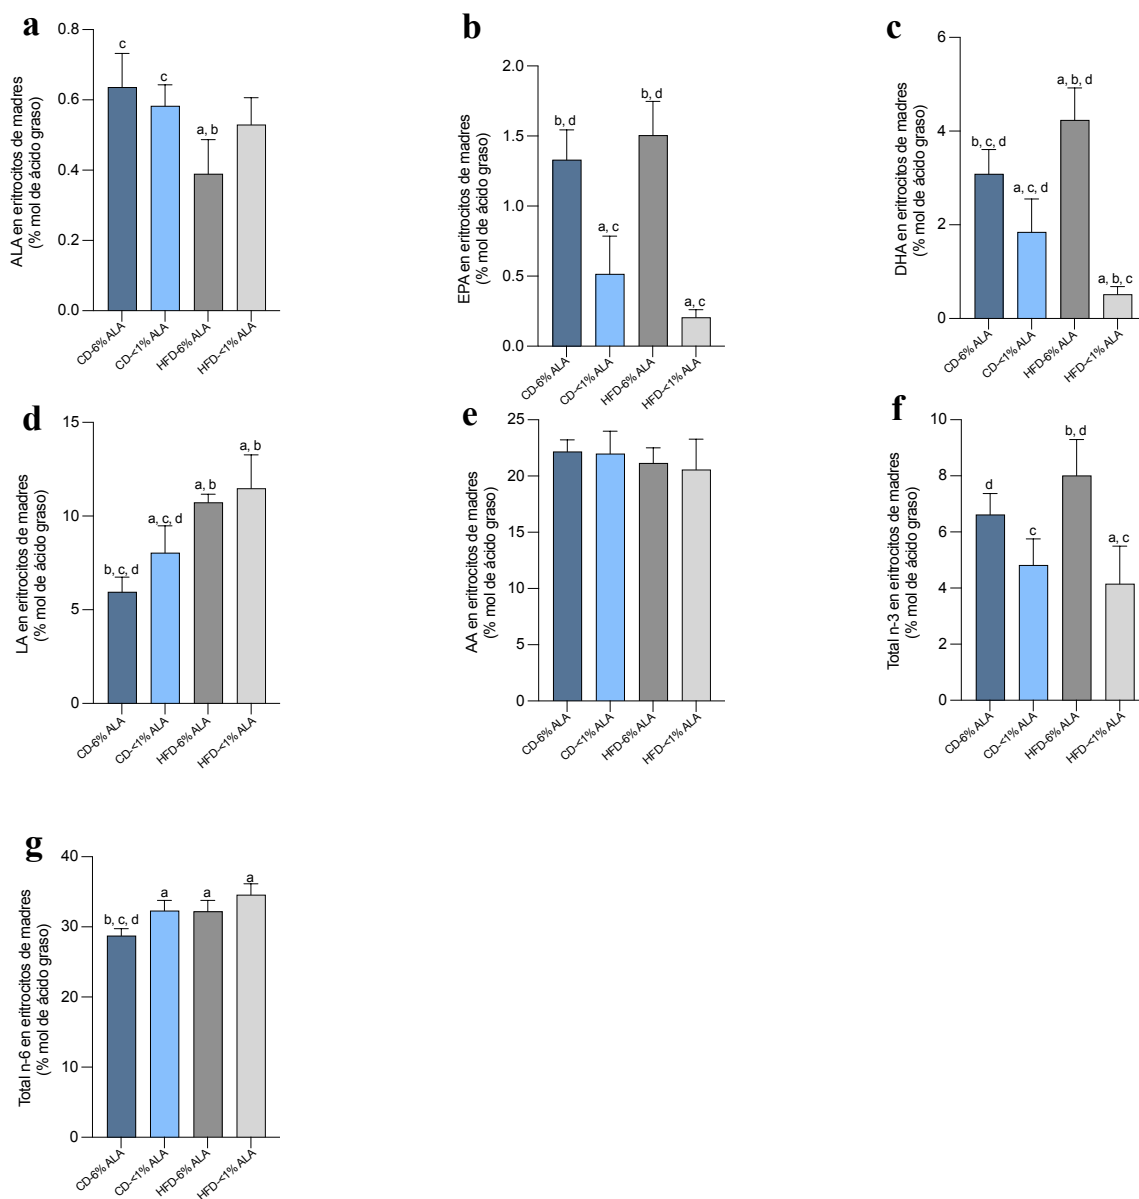 a
ALA en eritrocitos de madres
(% mol de ácido graso)
0.8
0.6
0.4
0.2
0.0
c
c
a, b
CD-6% ALA
CD-<1% ALA
HFD-6% ALA
HFD-<1% ALA
b
EPA en eritrocitos de madres
(% mol de ácido graso)
2.0
1.5
1.0
0.5
0.0
b, d
a, c
b, d
a, c
CD-6% ALA
CD-<1% ALA
HFD-6% ALA
HFD-<1% ALA
c
DHA en eritrocitos de madres
(% mol de ácido graso)
6
4
2
0
b, c, d
a, c, d
a, b, d
a, b, c
CD-6% ALA
CD-<1% ALA
HFD-6% ALA
HFD-<1% ALA
d
LA en eritrocitos de madres
(% mol de ácido graso)
15
10
5
0
b, c, d
a, c, d
a, b
a, b
CD-6% ALA
CD-<1% ALA
HFD-6% ALA
HFD-<1% ALA
e
AA en eritrocitos de madres
(% mol de ácido graso)
25
22
15
10
5
0
CD-6% ALA
CD-<1% ALA
HFD-6% ALA
HFD-<1% ALA
f
Total n-3 en eritrocitos de madres
(% mol de ácido graso)
10
8
6
4
2
0
d
c
b, d
a, c
CD-6% ALA
CD-<1% ALA
HFD-6% ALA
HFD-<1% ALA
g
Total n-6 en eritrocitos de madres
(% mol de ácido graso)
40
30
20
10
0
b, c, d
a
a
a
CD-6% ALA
CD-<1% ALA
HFD-6% ALA
HFD-<1% ALA